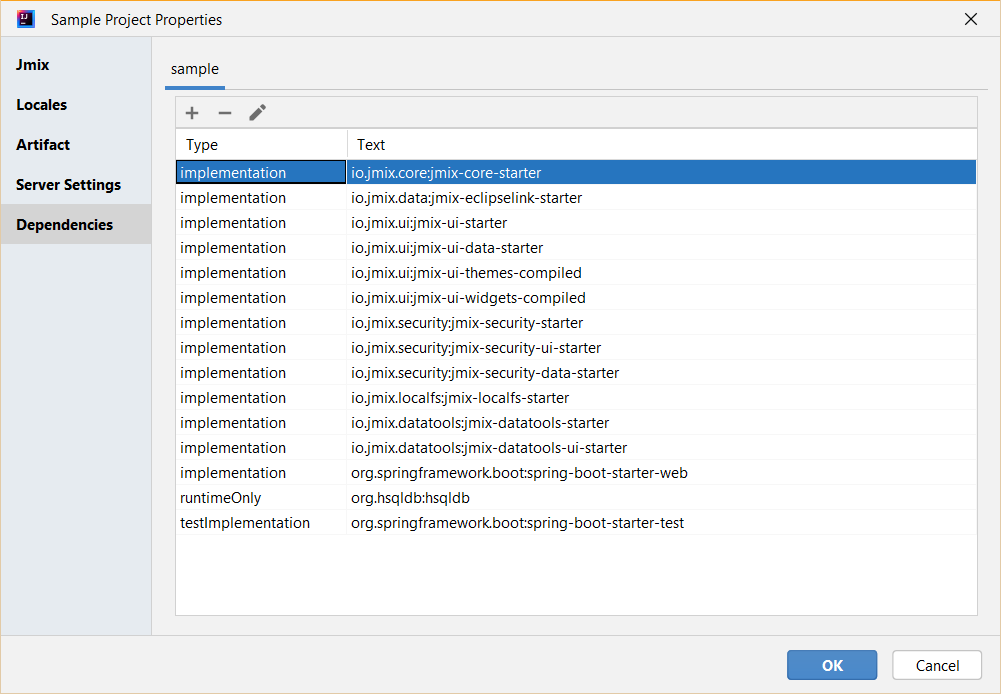 Sample Project Properties
Jmix
Locales
Artifact
Server Settings
Dependencies
sample
Type Text
implementation io.jmix.core:jmix-core-starter
implementation io.jmix.data:jmix-eclipselink-starter
implementation io.jmix.ui:jmix-ui-starter
implementation io.jmix.ui:jmix-ui-data-starter
implementation io.jmix.ui:jmix-ui-themes-compiled
implementation io.jmix.ui:jmix-ui-widgets-compiled
implementation io.jmix.security:jmix-security-starter
implementation io.jmix.security:jmix-security-ui-starter
implementation io.jmix.security:jmix-security-data-starter
implementation io.jmix.localfs:jmix-localfs-starter
implementation io.jmix.datatools:jmix-datatools-starter
implementation io.jmix.datatools:jmix-datatools-ui-starter
implementation org.springframework.boot:spring-boot-starter-web
runtimeOnly org.hsqldb:hsqldb
testImplementation org.springframework.boot:spring-boot-starter-test
OK Cancel